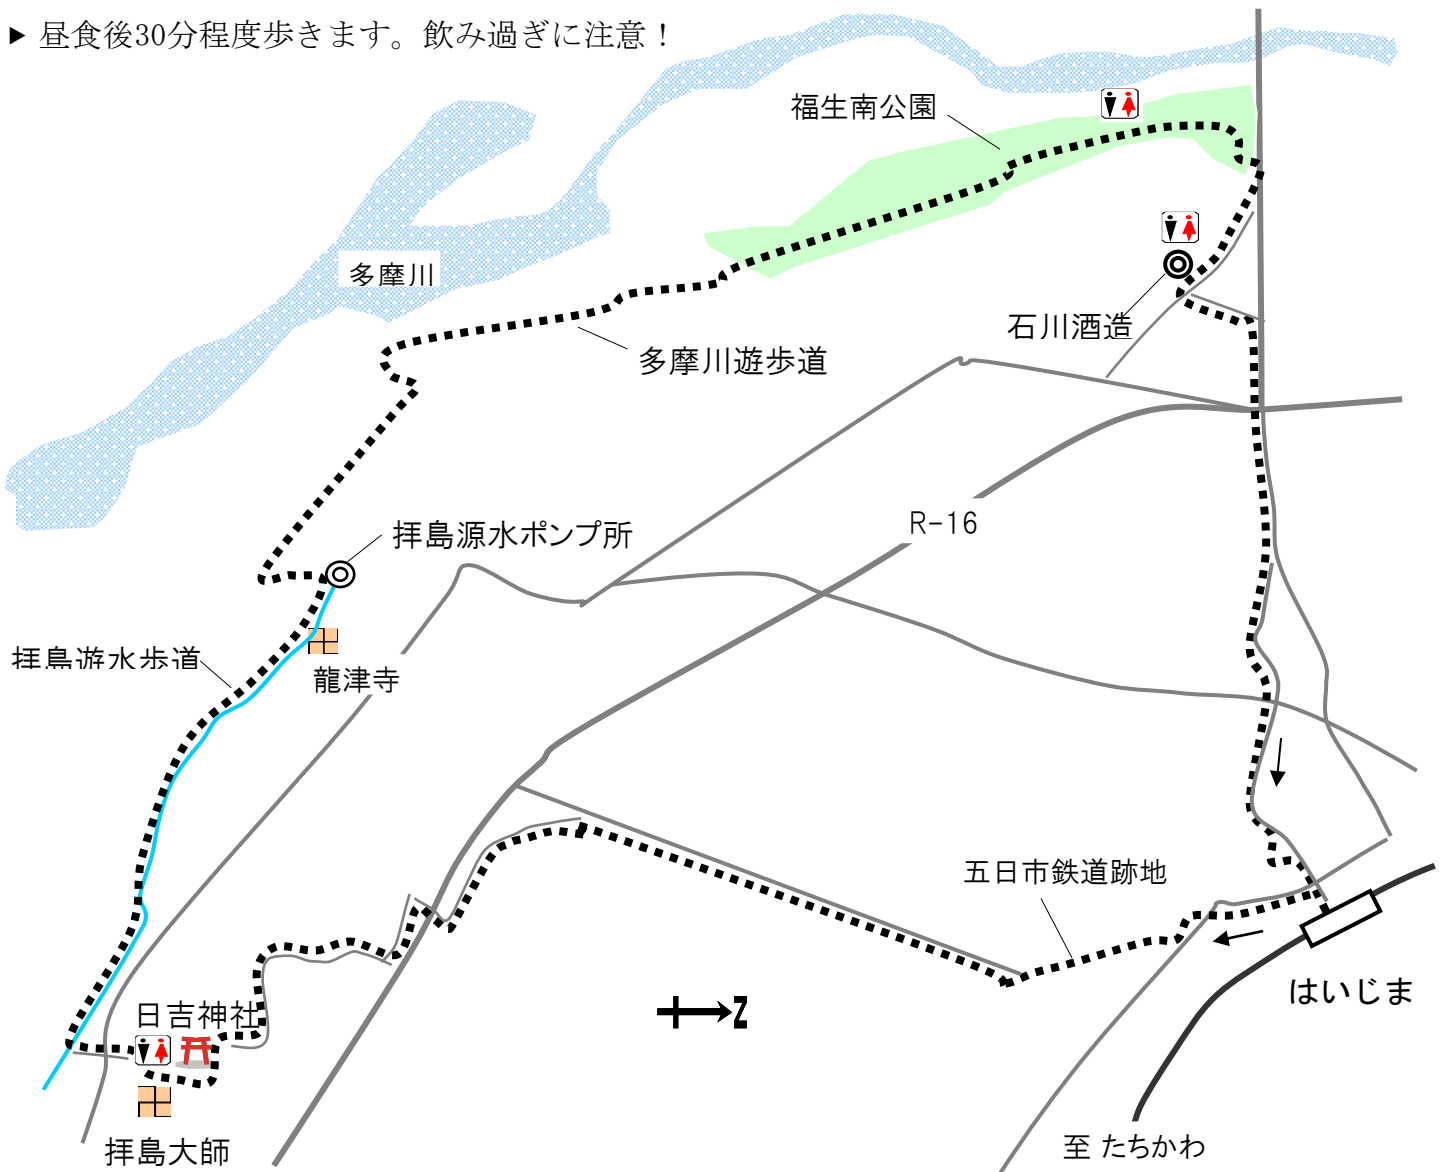 ▶ 昼食後30分程度歩きます。飲み過ぎに注意！
福生南公園
多摩川
石川酒造
多摩川遊歩道
R-16
拝島源水ポンプ所
拝島遊水歩道
龍津寺
五日市鉄道跡地
はいじま
日吉神社
Z
拝島大師
至 たちかわ